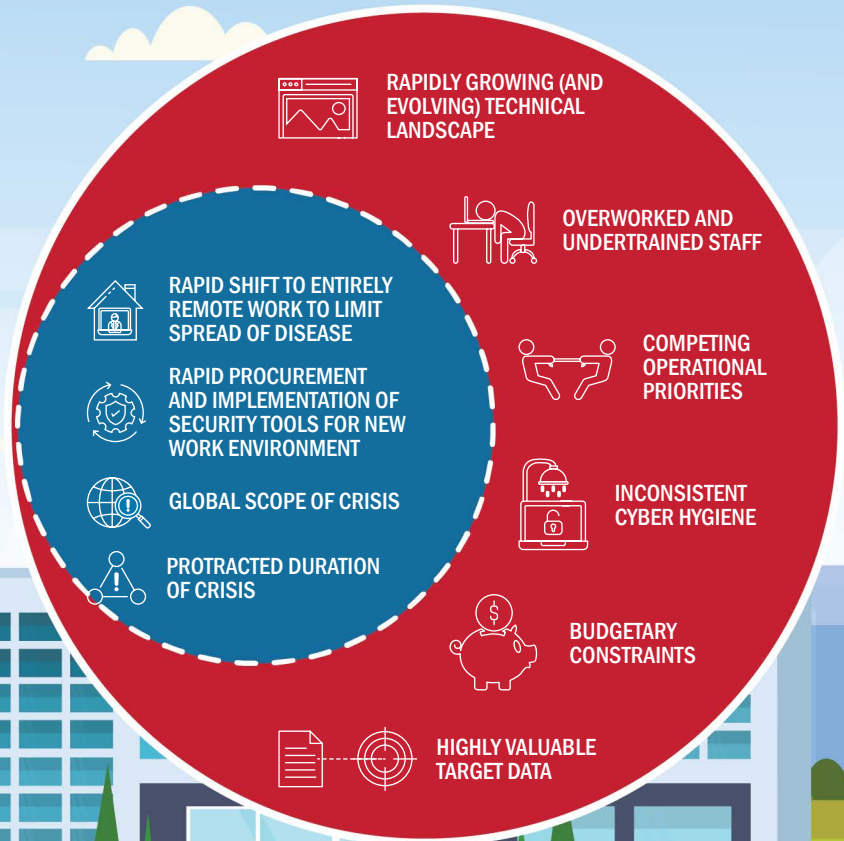 RAPIDLY GROWING (AND
EVOLVING) TECHNICAL
LANDSCAPE
OVERWORKED AND
UNDERTRAINED STAFF
RAPID SHIFT TO ENTIRELY
REMOTE WORK TO LIMIT
SPREAD OF DISEASE
COMPETING
OPERATIONAL
PRIORITIES
RAPID PROCUREMENT
AND IMPLEMENTATION OF
SECURITY TOOLS FOR NEW
WORK ENVIRONMENT
GLOBAL SCOPE OF CRISIS
INCONSISTENT
CYBER HYGIENE
PROTRACTED DURATION
OF CRISIS
$
BUDGETARY
CONSTRAINTS
HIGHLY VALUABLE
TARGET DATA